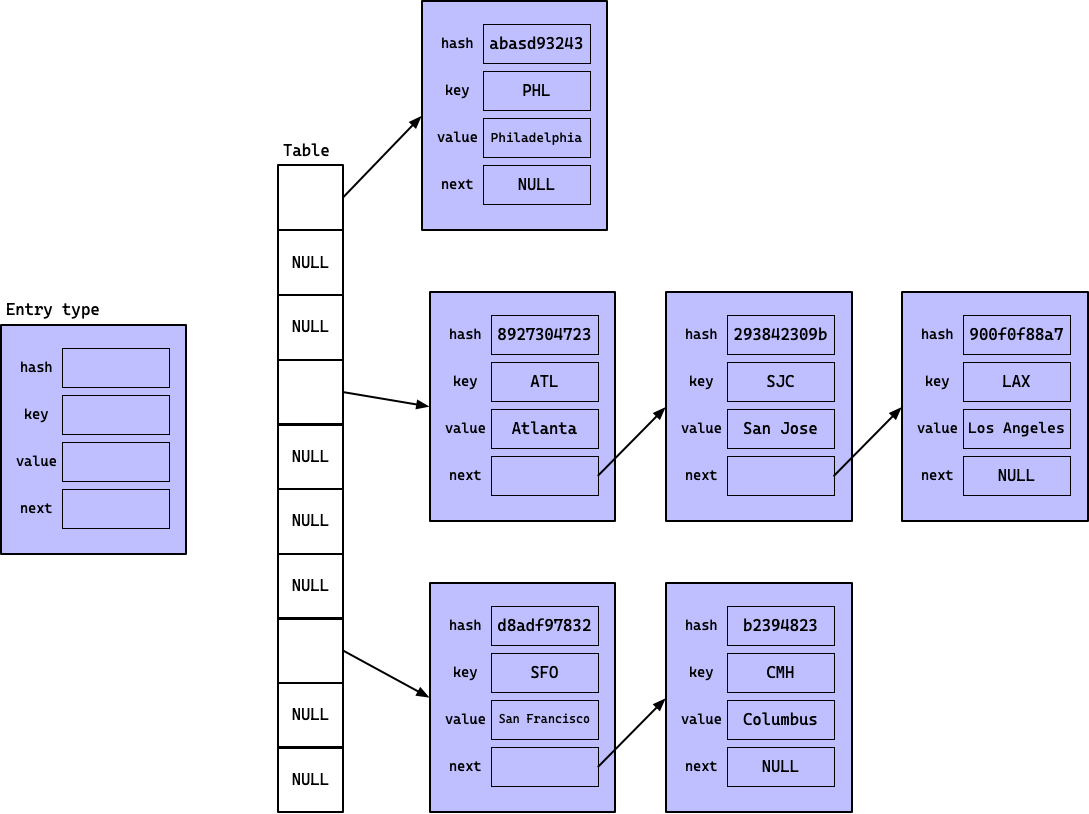 hash abasd93243
key PHL
value Philadelphia
next NULL
Table
NULL
NULL
NULL
NULL
NULL
NULL
NULL
Entry type
hash
key
value
next
hash 8927304723
key ATL
value Atlanta
next
hash 293842309b
key SJC
value San Jose
next
hash 900f0f88a7
key LAX
value Los Angeles
next NULL
hash d8adf97832
key SFO
value San Francisco
next
hash b2394823
key CMH
value Columbus
next NULL